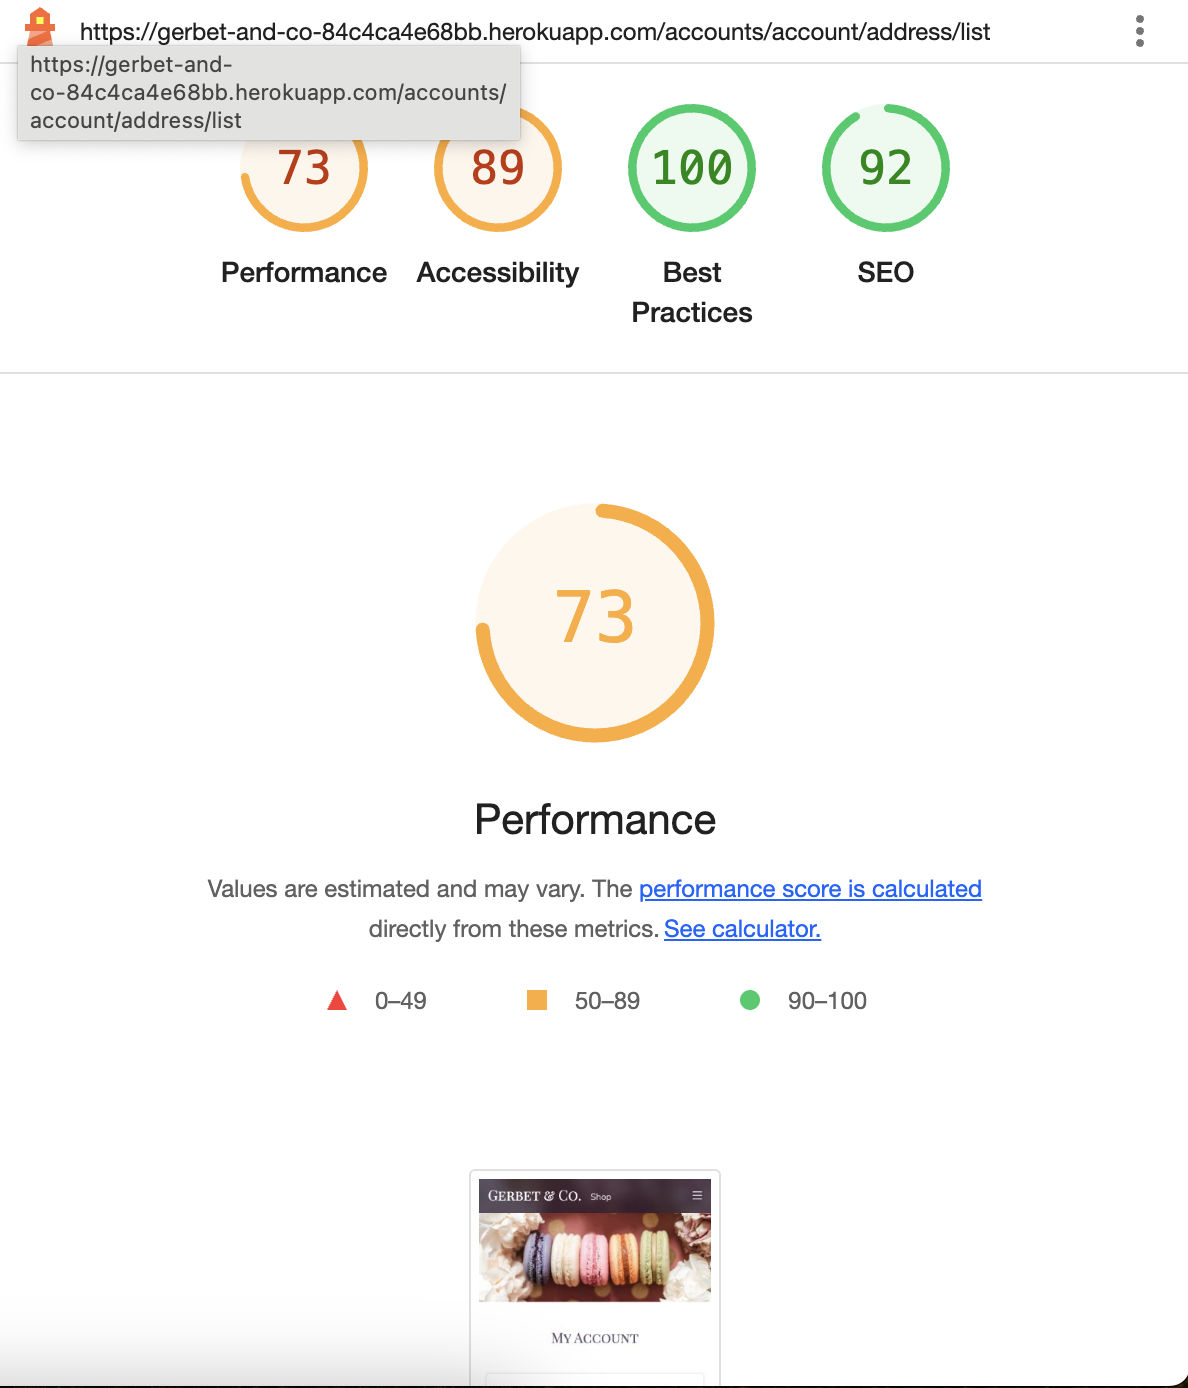 https://gerbet-and-co-84c4ca4e68bb.herokuapp.com/accounts/account/address/list
https://gerbet-and-
co-84c4ca4e68bb.herokuapp.com/accounts/
account/address/list
73
89
100
92
Performance
Accessibility
Best
Practices
SEO
73
Performance
Values are estimated and may vary. The performance score is calculated
directly from these metrics. See calculator.
0–49
50–89
90–100
Gerbet & Co. Shop
My Account